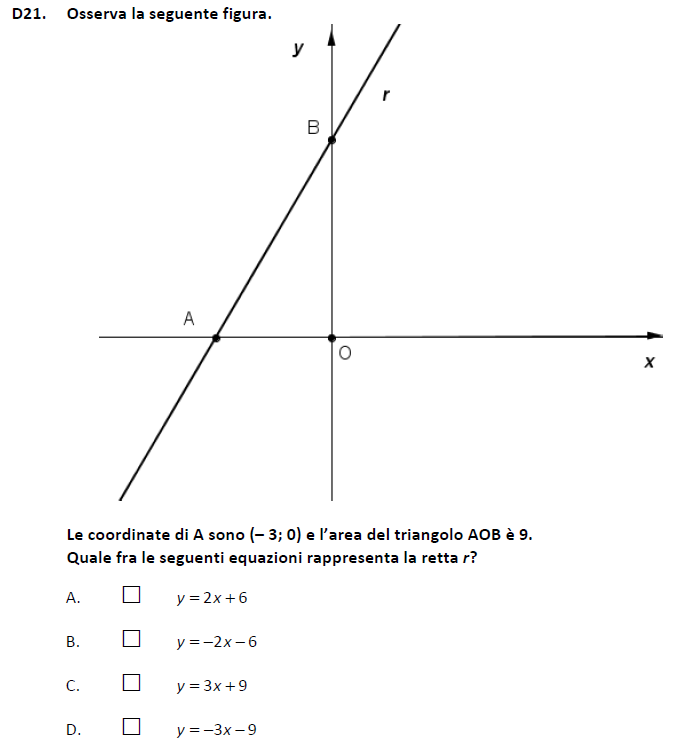 D21. Osserva la seguente figura.
y
r
B
A
O
x
Le coordinate di A sono (– 3; 0) e l’area del triangolo AOB è 9.
Quale fra le seguenti equazioni rappresenta la retta r?
A. □ y = 2x + 6
B. □ y = –2x – 6
C. □ y = 3x + 9
D. □ y = –3x – 9